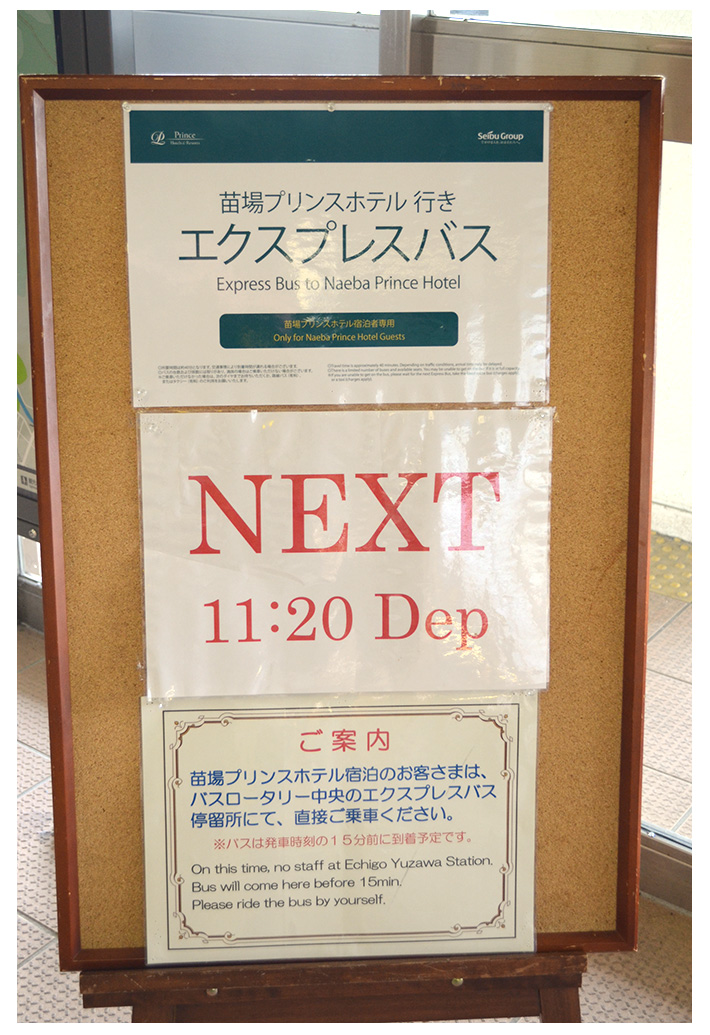 Prince
Seibu Group
苗場プリンスホテル 行き
エクスプレスバス
Express Bus to Naeba Prince Hotel
苗場プリンスホテル宿泊者専用
Only for Naeba Prince Hotel Guests
NEXT
11:20 Dep
ご案内
苗場プリンスホテル宿泊のお客さまは、
バスロータリー中央のエクスプレスバス
停留所にて、直接ご乗車ください。
※バスは発車時刻の15分前に到着予定です。
On this time, no staff at Echigo Yuzawa Station.
Bus will come here before 15min.
Please ride the bus by yourself.